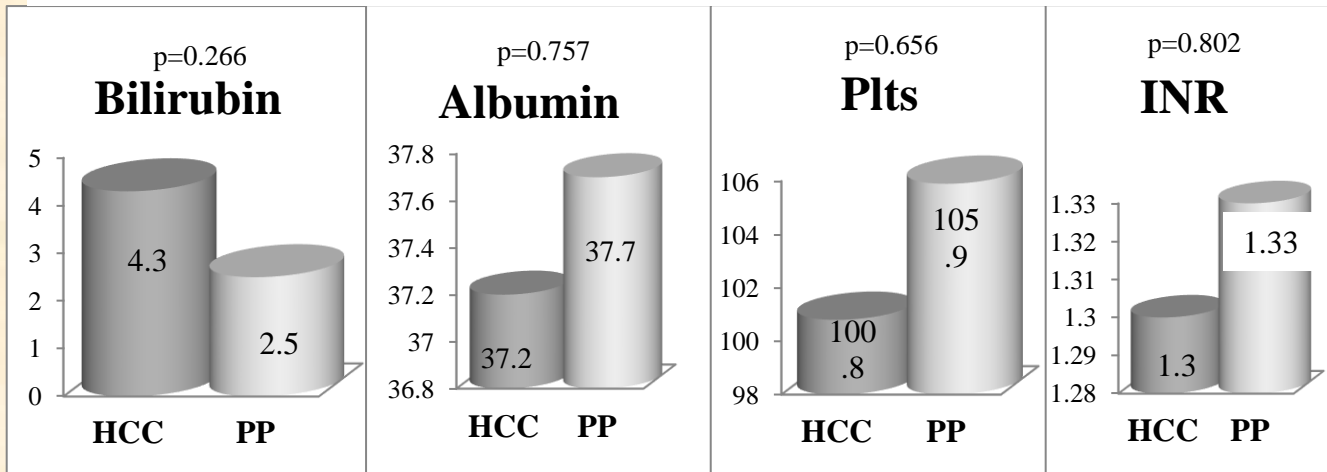 p=0.266
Bilirubin
5
4
3
2
1
0
4.3
2.5
HCC PP
p=0.757
Albumin
37.8
37.6
37.4
37.2
37
36.8
37.2
37.7
HCC PP
p=0.656
Plts
106
104
102
100
98
100
.8
105
.9
HCC PP
p=0.802
INR
1.33
1.32
1.31
1.3
1.29
1.28
1.3
1.33
HCC PP